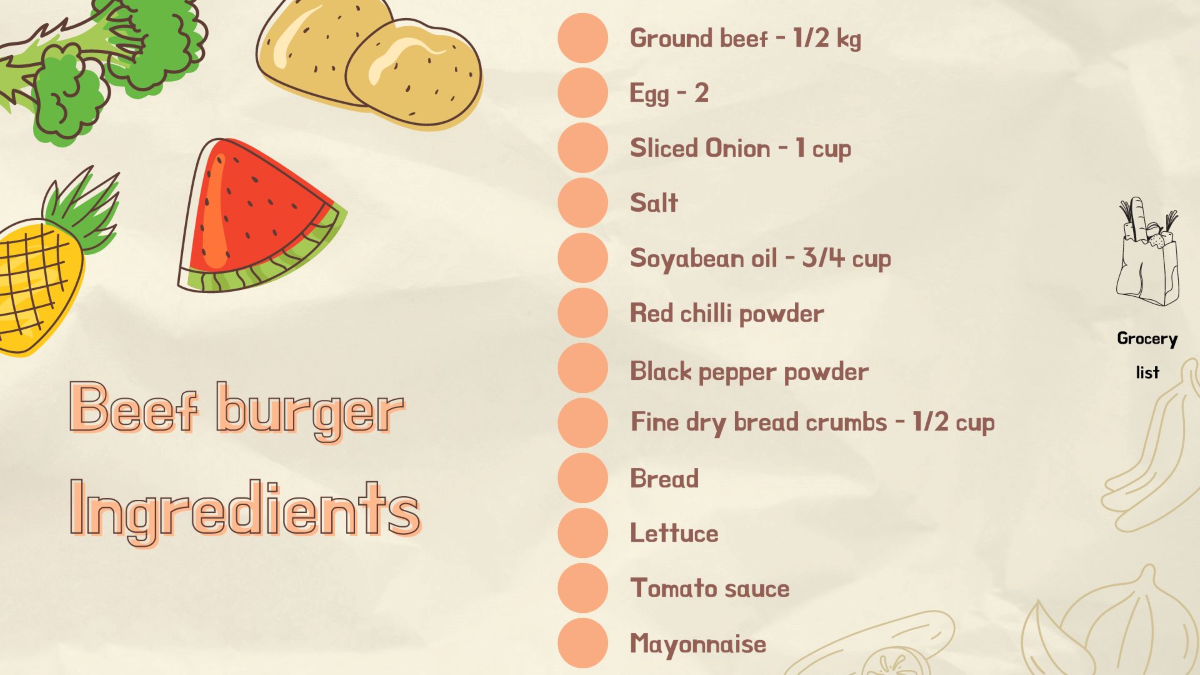 Beef burger
Ingredients
Ground beef - 1/2 kg
Egg - 2
Sliced Onion - 1 cup
Salt
Soyabean oil - 3/4 cup
Red chilli powder
Black pepper powder
Fine dry bread crumbs - 1/2 cup
Bread
Lettuce
Tomato sauce
Mayonnaise
Grocery
list